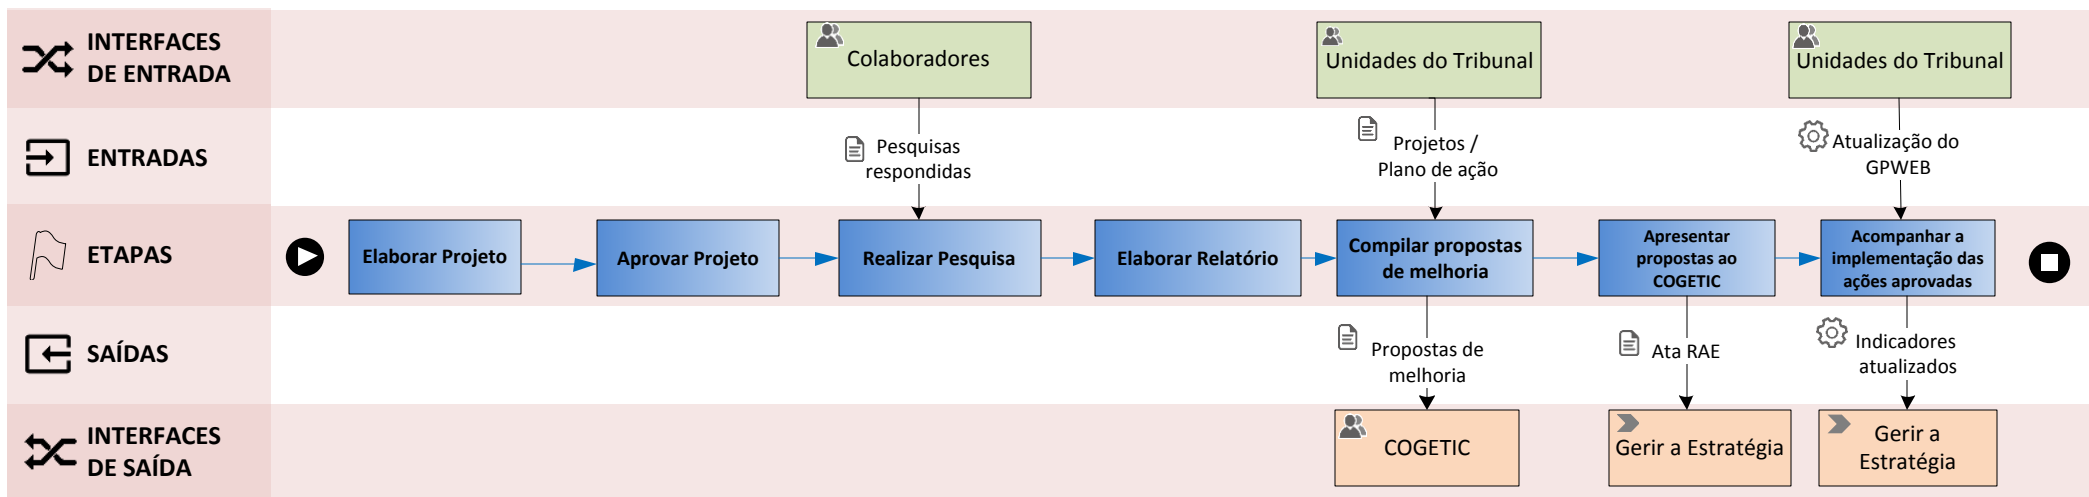 INTERFACES
DE ENTRADA
Colaboradores
Unidades do Tribunal
Unidades do Tribunal
ENTRADAS
Pesquisas
respondidas
Projetos /
Plano de ação
Atualização do
GPWEB
ETAPAS
Elaborar Projeto
Aprovar Projeto
Realizar Pesquisa
Elaborar Relatório
Compilar propostas
de melhoria
Apresentar
propostas ao
COGETIC
Acompanhar a
implementação das
ações aprovadas
SAÍDAS
Propostas de
melhoria
Ata RAE
Indicadores
atualizados
INTERFACES
DE SAÍDA
COGETIC
Gerir a Estratégia
Gerir a
Estratégia